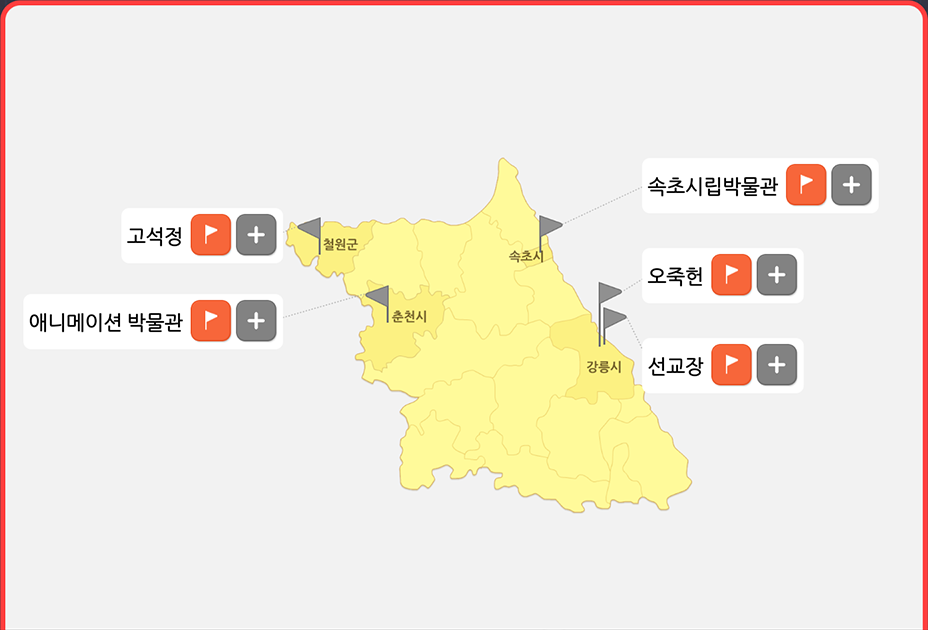 속초시립박물관
고석정
철원군
속초시
오죽헌
애니메이션 박물관
춘천시
강릉시
선교장